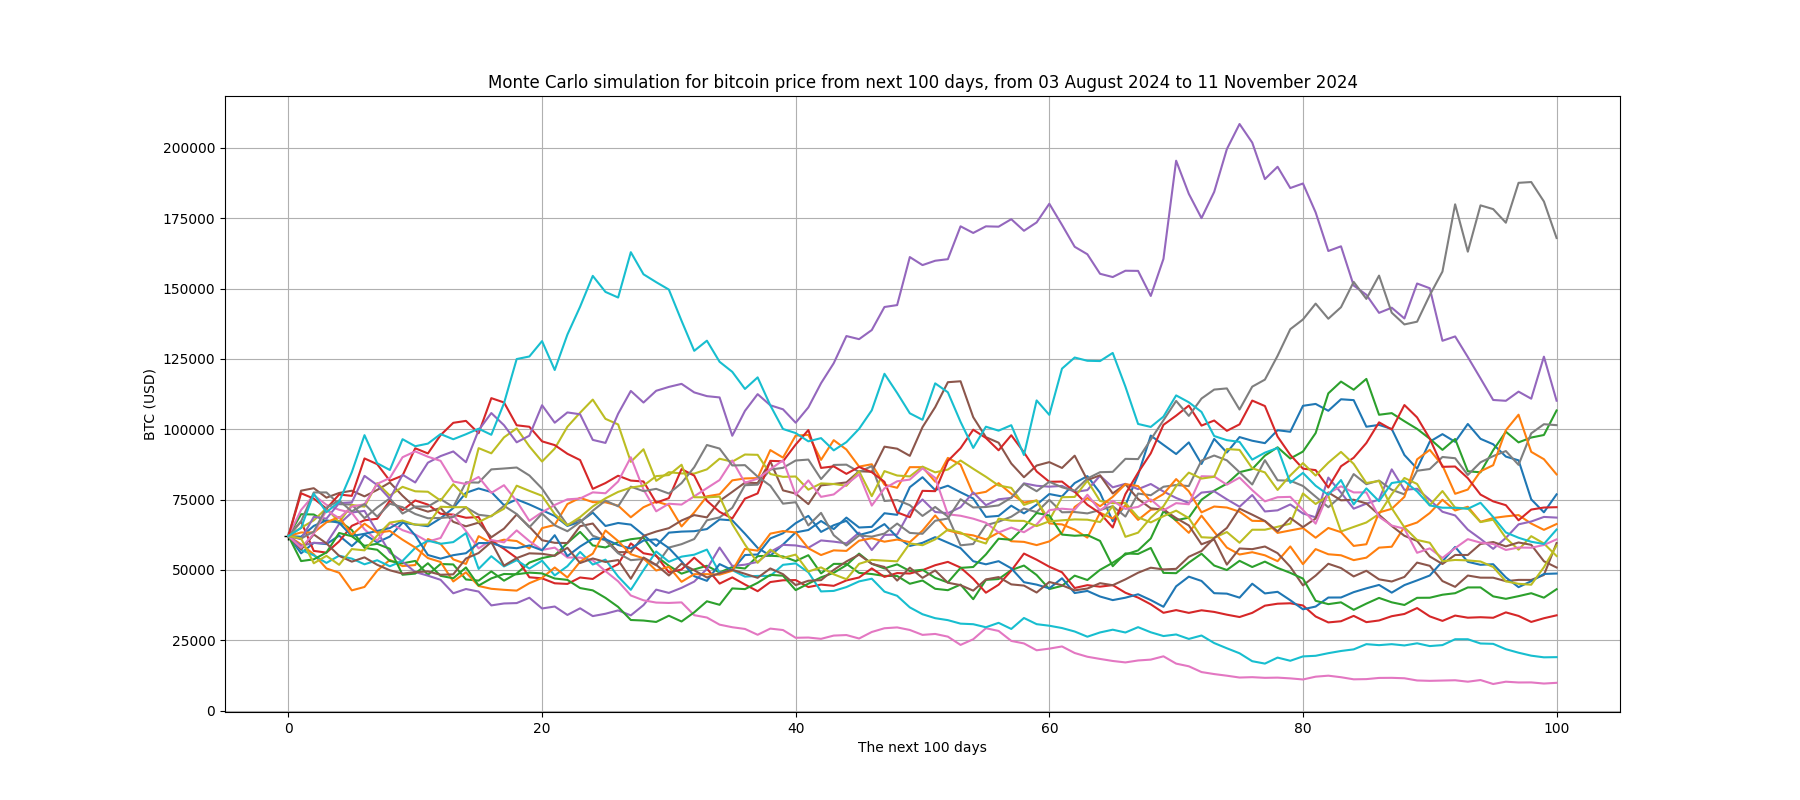 Monte Carlo simulation for bitcoin price from next 100 days, from 03 August 2024 to 11 November 2024
200000
175000
150000
125000
100000
75000
50000
25000
0
BTC (USD)
0 20 40 60 80 100
The next 100 days